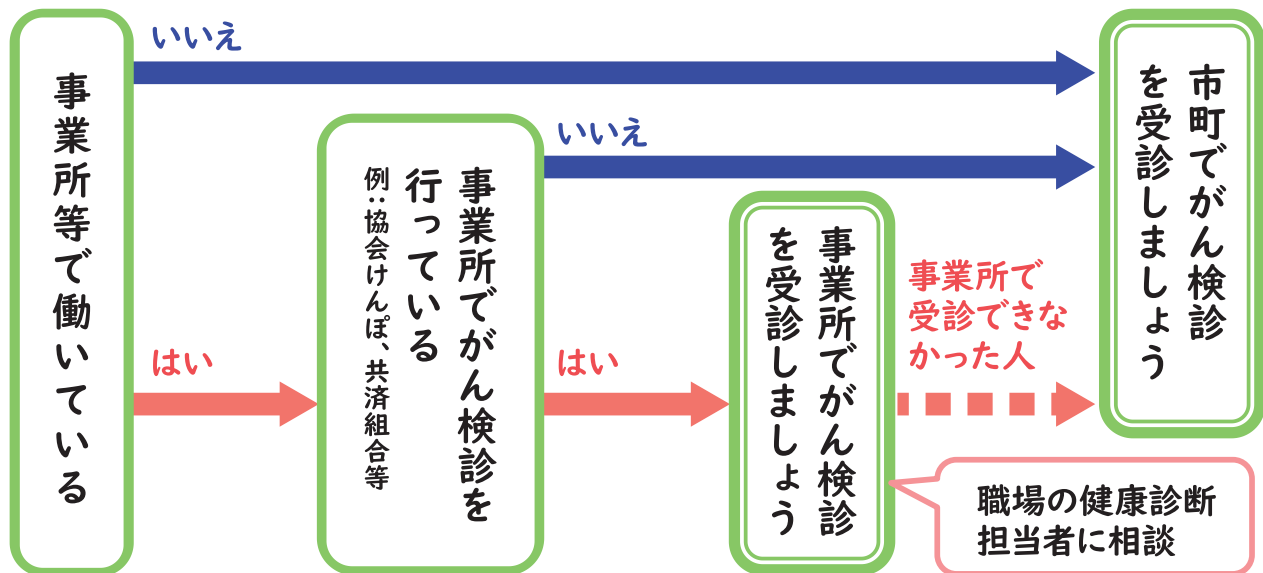 事業所等で働いている
いいえ
はい
事業所でがん検診を
行っている
例：協会けんぽ、共済組合等
いいえ
はい
事業所でがん検診
を受診しましょう
事業所で
受診できな
かった人
市町でがん検診
を受診しましょう
職場の健康診断
担当者に相談